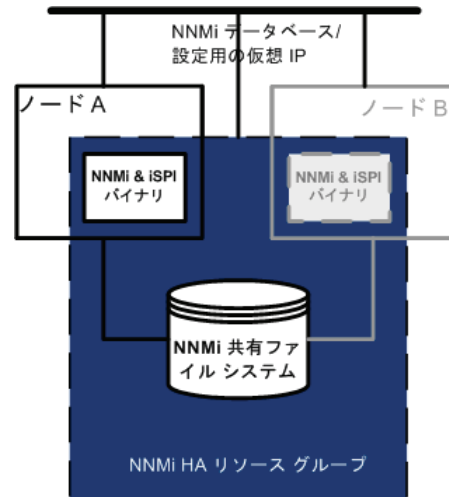 NNMi データベース/
設定用の仮想 IP
ノード A
ノード B
NNMi & iSPI
バイナリ
NNMi & iSPI
バイナリ
NNMi 共有ファ
イル システム
NNMi HA リソース グループ